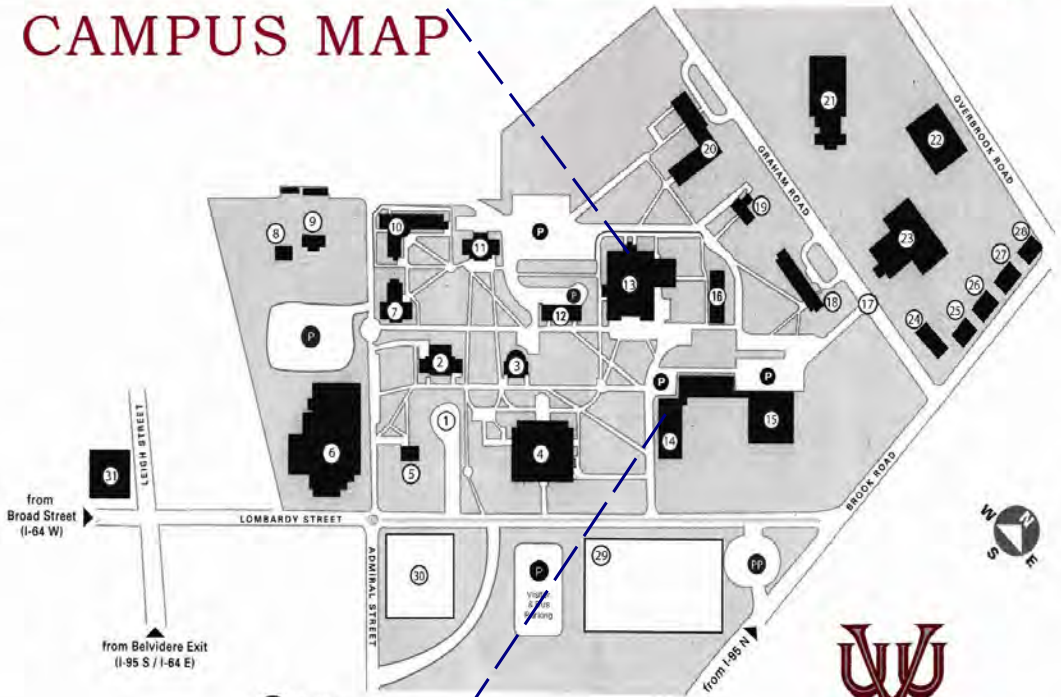 CAMPUS MAP
21
OVERBROOK ROAD
22
20
GRAHAM ROAD
19
9
8
10
11
P
23
28
27
26
25
24
13
16
18
17
7
12
P
P
2
3
P
P
1
14
15
6
5
4
LEIGH STREET
31
from
Broad Street
(I-64 W)
LOMBARDY STREET
BROOK ROAD
W
N
S
E
ADMIRAL STREET
30
P
Visitor
& Bus
Parking
29
PP
from Belvidere Exit
(I-95 S / I-64 E)
from I-95 N
VU